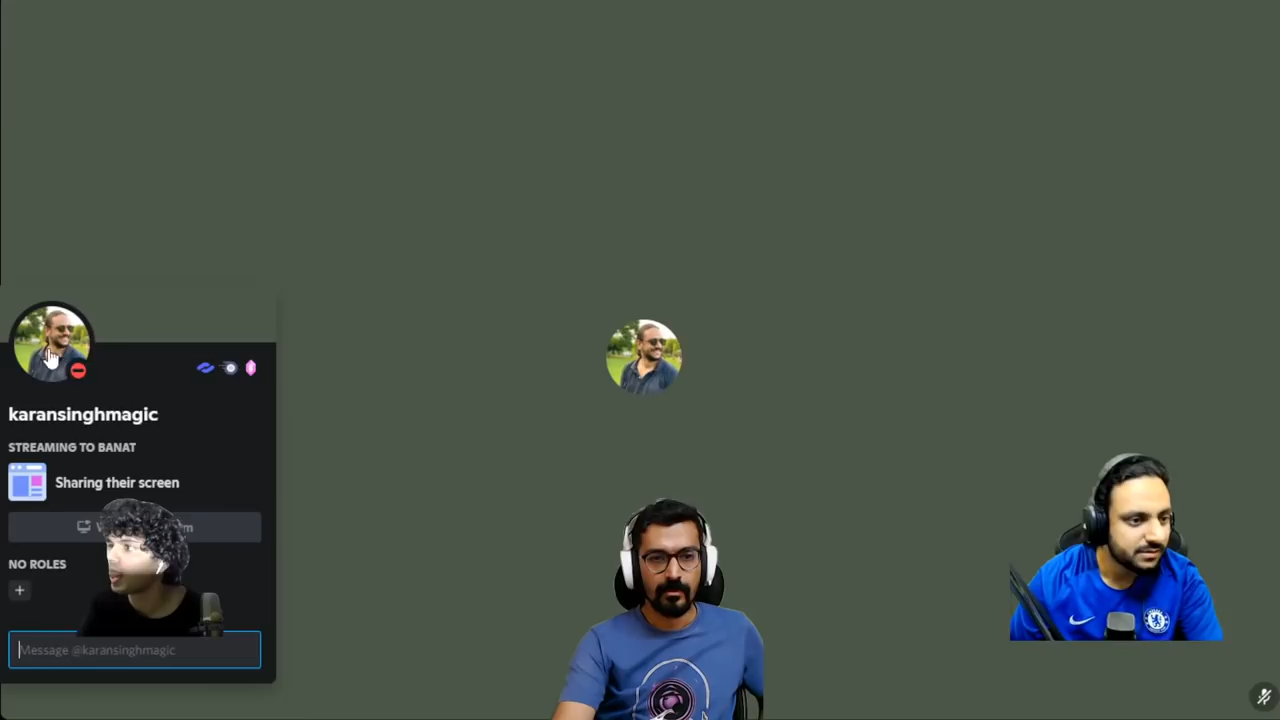 karansinghmagic
STREAMING TO BANAT
Sharing their screen
NO ROLES
Message @karansinghmagic